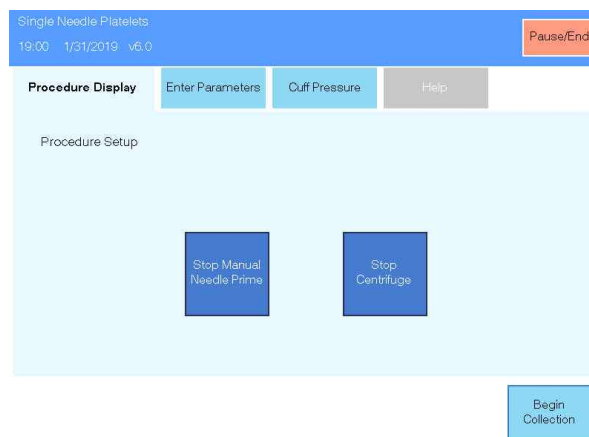 Single Needle Platelets
19:00 1/31/2019 v6.0
Pause/End
Procedure Display
Enter Parameters
Cuff Pressure
Help
Procedure Setup
Stop Manual
Needle Prime
Stop
Centrifuge
Begin
Collection